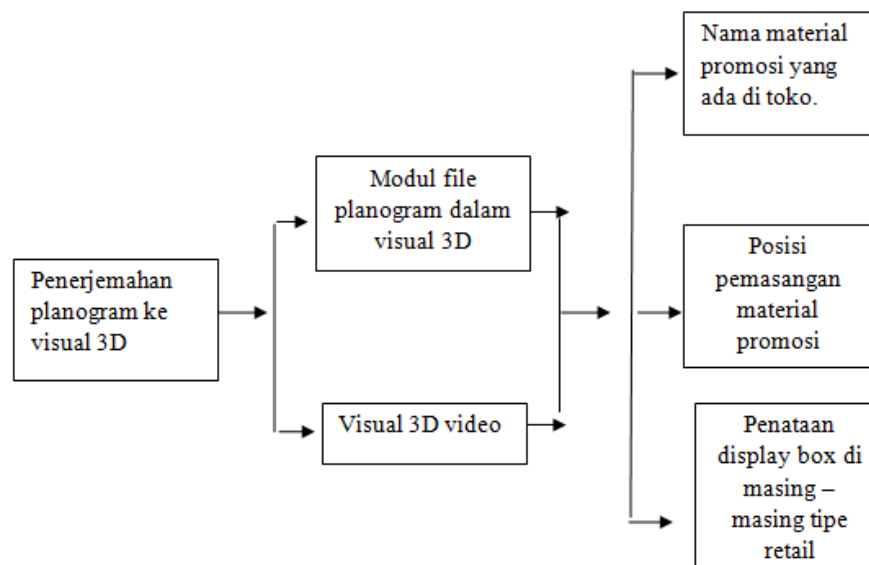 Penerjemahan
planogram ke
visual 3D
Modul file
planogram dalam
visual 3D
Visual 3D video
Nama material
promosi yang
ada di toko.
Posisi
pemasangan
material
promosi
Penataan
display box di
masing –
masing tipe
retail